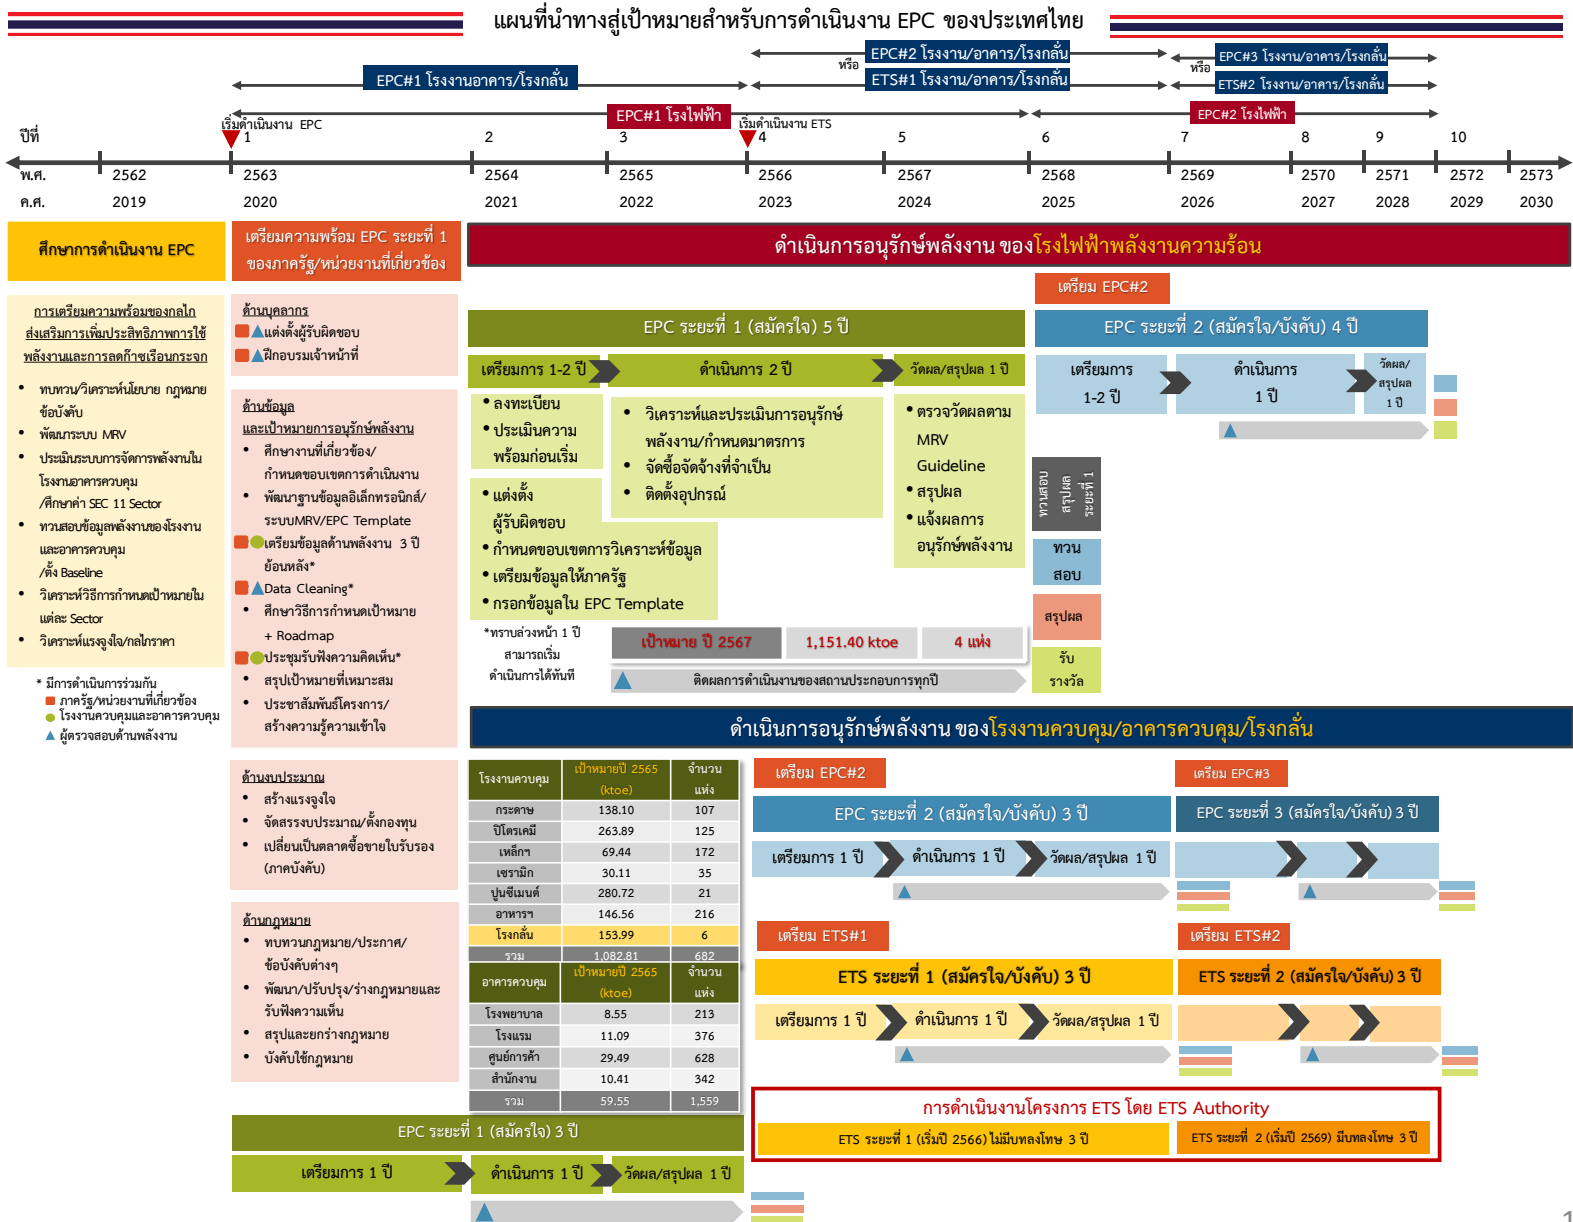 แผนที่นำทางสู่เป้าหมายสำหรับการดำเนินงาน EPC ของประเทศไทย
EPC#2 โรงงาน/อาคาร/โรงกลั่น
หรือ
EPC#3 โรงงาน/อาคาร/โรงกลั่น
หรือ
EPC#1 โรงงานอาคาร/โรงกลั่น
ETS#1 โรงงาน/อาคาร/โรงกลั่น
ETS#2 โรงงาน/อาคาร/โรงกลั่น
EPC#1 โรงไฟฟ้า
EPC#2 โรงไฟฟ้า
เริ่มดำเนินงาน EPC
เริ่มดำเนินงาน ETS
ปีที่ 1 2 3 4 5 6 7 8 9 10
พ.ศ. 2562 2563 2564 2565 2566 2567 2568 2569 2570 2571 2572 2573
ค.ศ. 2019 2020 2021 2022 2023 2024 2025 2026 2027 2028 2029 2030
ศึกษาการดำเนินงาน EPC
การเตรียมความพร้อมของกลไก
ส่งเสริมการเพิ่มประสิทธิภาพการใช้
พลังงานและการลดก๊าซเรือนกระจก
• ทบทวน/วิเคราะห์นโยบาย กฎหมาย
ข้อบังคับ
• พัฒนาระบบ MRV
• ประเมินระบบการจัดการพลังงานใน
โรงงานอาคารควบคุม
/ศึกษาค่า SEC 11 Sector
• ทวนสอบข้อมูลพลังงานของโรงงาน
และอาคารควบคุม
/ตั้ง Baseline
• วิเคราะห์วิธีการกำหนดเป้าหมายใน
แต่ละ Sector
• วิเคราะห์แรงจูงใจ/กลไกราคา
* มีการดำเนินการร่วมกัน
ภาครัฐ/หน่วยงานที่เกี่ยวข้อง
โรงงานควบคุมและอาคารควบคุม
ผู้ตรวจสอบด้านพลังงาน
เตรียมความพร้อม EPC ระยะที่ 1
ของภาครัฐ/หน่วยงานที่เกี่ยวข้อง
ด้านบุคลากร
แต่งตั้งผู้รับผิดชอบ
ฝึกอบรมเจ้าหน้าที่
ด้านข้อมูล
และเป้าหมายการอนุรักษ์พลังงาน
• ศึกษางานที่เกี่ยวข้อง/
กำหนดขอบเขตการดำเนินงาน
• พัฒนาฐานข้อมูลอิเล็กทรอนิกส์/
ระบบMRV/EPC Template
เตรียมข้อมูลด้านพลังงาน 3 ปี
ย้อนหลัง*
Data Cleaning*
• ศึกษาวิธีการกำหนดเป้าหมาย
+ Roadmap
ประชุมรับฟังความคิดเห็น*
• สรุปเป้าหมายที่เหมาะสม
• ประชาสัมพันธ์โครงการ/
สร้างความรู้ความเข้าใจ
ด้านงบประมาณ
• สร้างแรงจูงใจ
• จัดสรรงบประมาณ/ตั้งกองทุน
• เปลี่ยนเป็นตลาดซื้อขายใบรับรอง
(ภาคบังคับ)
ด้านกฎหมาย
• ทบทวนกฎหมาย/ประกาศ/
ข้อบังคับต่างๆ
• พัฒนา/ปรับปรุง/ร่างกฎหมายและ
รับฟังความเห็น
• สรุปและยกร่างกฎหมาย
• บังคับใช้กฎหมาย
ดำเนินการอนุรักษ์พลังงาน ของโรงไฟฟ้าพลังงานความร้อน
เตรียม EPC#2
EPC ระยะที่ 1 (สมัครใจ) 5 ปี
EPC ระยะที่ 2 (สมัครใจ/บังคับ) 4 ปี
เตรียมการ 1-2 ปี
ดำเนินการ 2 ปี
วัดผล/สรุปผล 1 ปี
เตรียมการ
1-2 ปี
ดำเนินการ
1 ปี
วัดผล/
สรุปผล
1 ปี
• ลงทะเบียน
• ประเมินความ
พร้อมก่อนเริ่ม
• แต่งตั้ง
ผู้รับผิดชอบ
• กำหนดขอบเขตการวิเคราะห์ข้อมูล
• เตรียมข้อมูลให้ภาครัฐ
• กรอกข้อมูลใน EPC Template
• วิเคราะห์และประเมินการอนุรักษ์
พลังงาน/กำหนดมาตรการ
• จัดซื้อจัดจ้างที่จำเป็น
• ติดตั้งอุปกรณ์
• ตรวจวัดผลตาม
MRV
Guideline
• สรุปผล
• แจ้งผลการ
อนุรักษ์พลังงาน
ทวนสอบ
สรุปผล
ระยะที่ 1
ทวน
สอบ
สรุปผล
รับ
รางวัล
*ทราบล่วงหน้า 1 ปี
สามารถเริ่ม
ดำเนินการได้ทันที
เป้าหมาย ปี 2567 1,151.40 ktoe 4 แห่ง
ติดผลการดำเนินงานของสถานประกอบการทุกปี
ดำเนินการอนุรักษ์พลังงาน ของโรงงานควบคุม/อาคารควบคุม/โรงกลั่น
โรงงานควบคุม เป้าหมายปี 2565 (ktoe) จำนวน แห่ง
กระดาษ 138.10 107
ปิโตรเคมี 263.89 125
เหล็กฯ 69.44 172
เซรามิก 30.11 35
ปูนซีเมนต์ 280.72 21
อาหารฯ 146.56 216
โรงกลั่น 153.99 6
รวม 1,082.81 682
อาคารควบคุม เป้าหมายปี 2565 (ktoe) จำนวน แห่ง
โรงพยาบาล 8.55 213
โรงแรม 11.09 376
ศูนย์การค้า 29.49 628
สำนักงาน 10.41 342
รวม 59.55 1,559
EPC ระยะที่ 1 (สมัครใจ) 3 ปี
เตรียมการ 1 ปี
ดำเนินการ 1 ปี
วัดผล/สรุปผล 1 ปี
เตรียม EPC#2
เตรียม EPC#3
EPC ระยะที่ 2 (สมัครใจ/บังคับ) 3 ปี
EPC ระยะที่ 3 (สมัครใจ/บังคับ) 3 ปี
เตรียมการ 1 ปี
ดำเนินการ 1 ปี
วัดผล/สรุปผล 1 ปี
เตรียม ETS#1
เตรียม ETS#2
ETS ระยะที่ 1 (สมัครใจ/บังคับ) 3 ปี
ETS ระยะที่ 2 (สมัครใจ/บังคับ) 3 ปี
เตรียมการ 1 ปี
ดำเนินการ 1 ปี
วัดผล/สรุปผล 1 ปี
การดำเนินงานโครงการ ETS โดย ETS Authority
ETS ระยะที่ 1 (เริ่มปี 2566) ไม่มีบทลงโทษ 3 ปี
ETS ระยะที่ 2 (เริ่มปี 2569) มีบทลงโทษ 3 ปี
1